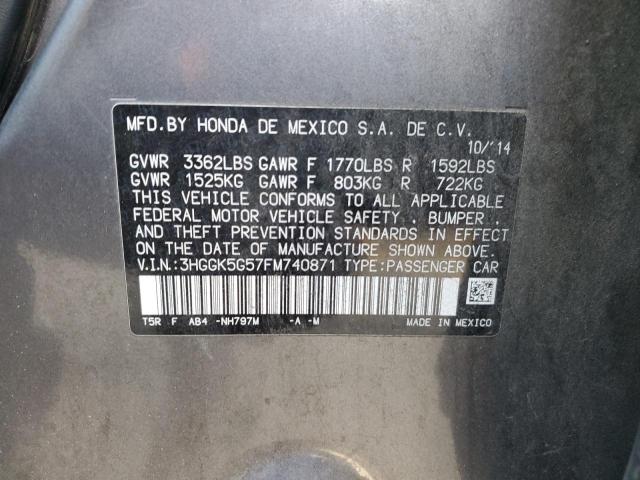 MFD.BY HONDA DE MEXICO S.A. DE C.V.
10/'14
GVWR 3362LBS GAWR F 1770LBS R 1592LBS
GVWR 1525KG GAWR F 803KG R 722KG
THIS VEHICLE CONFORMS TO ALL APPLICABLE
FEDERAL MOTOR VEHICLE SAFETY . BUMPER .
AND THEFT PREVENTION STANDARDS IN EFFECT
ON THE DATE OF MANUFACTURE SHOWN ABOVE.
V.I.N.:3HGGK5G57FM740871 TYPE:PASSENGER CAR
T5R F AB4 -NH797M -A -M MADE IN MEXICO